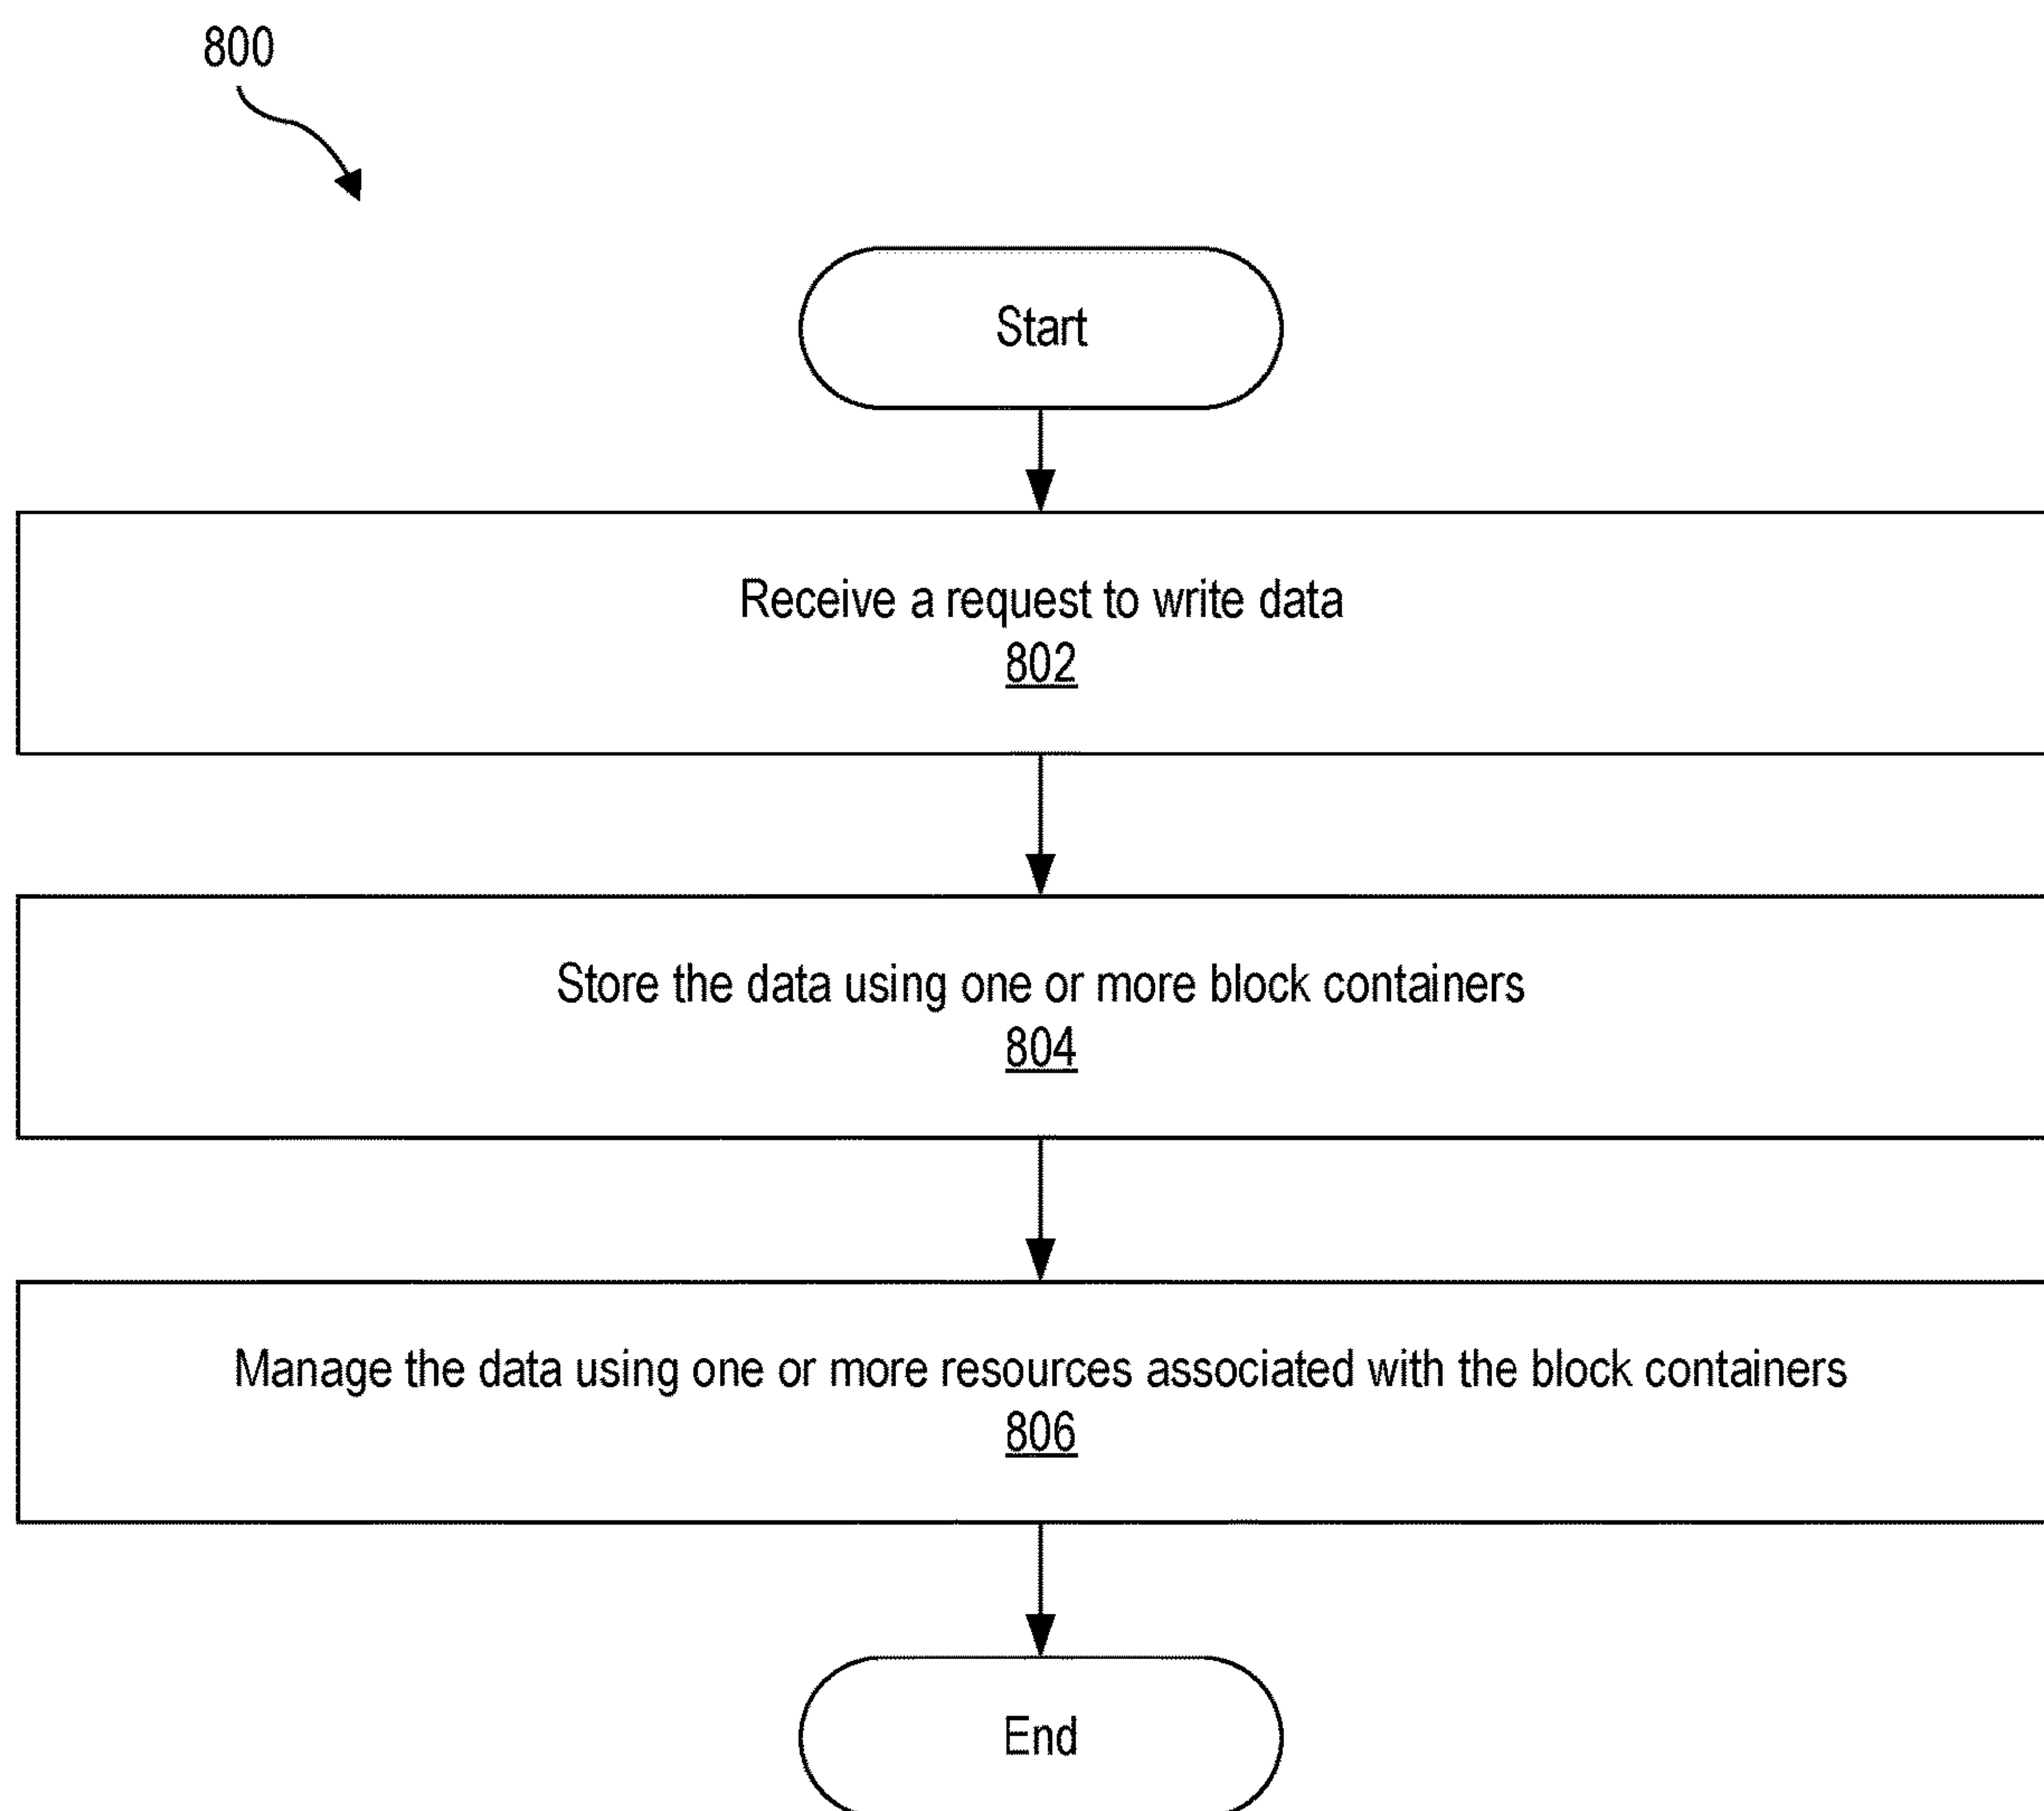 800
Start
Receive a request to write data
802
Store the data using one or more block containers
804
Manage the data using one or more resources associated with the block containers
806
End